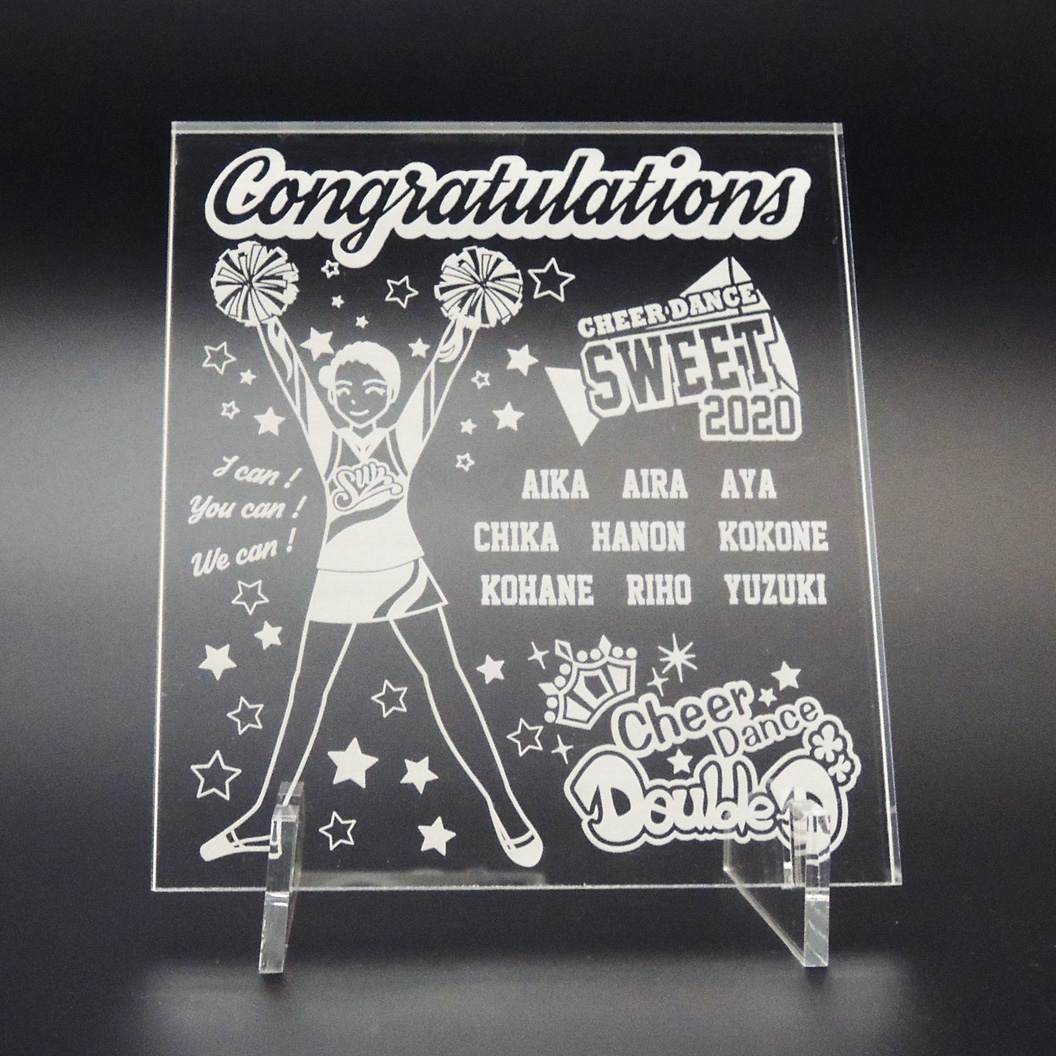 Congratulations
CHEER·DANCE
SWEET
2020
I can !
You can !
We can !
AIKA AIRA AYA
CHIKA HANON KOKONE
KOHANE RIHO YUZUKI
Cheer
Dance
Double D